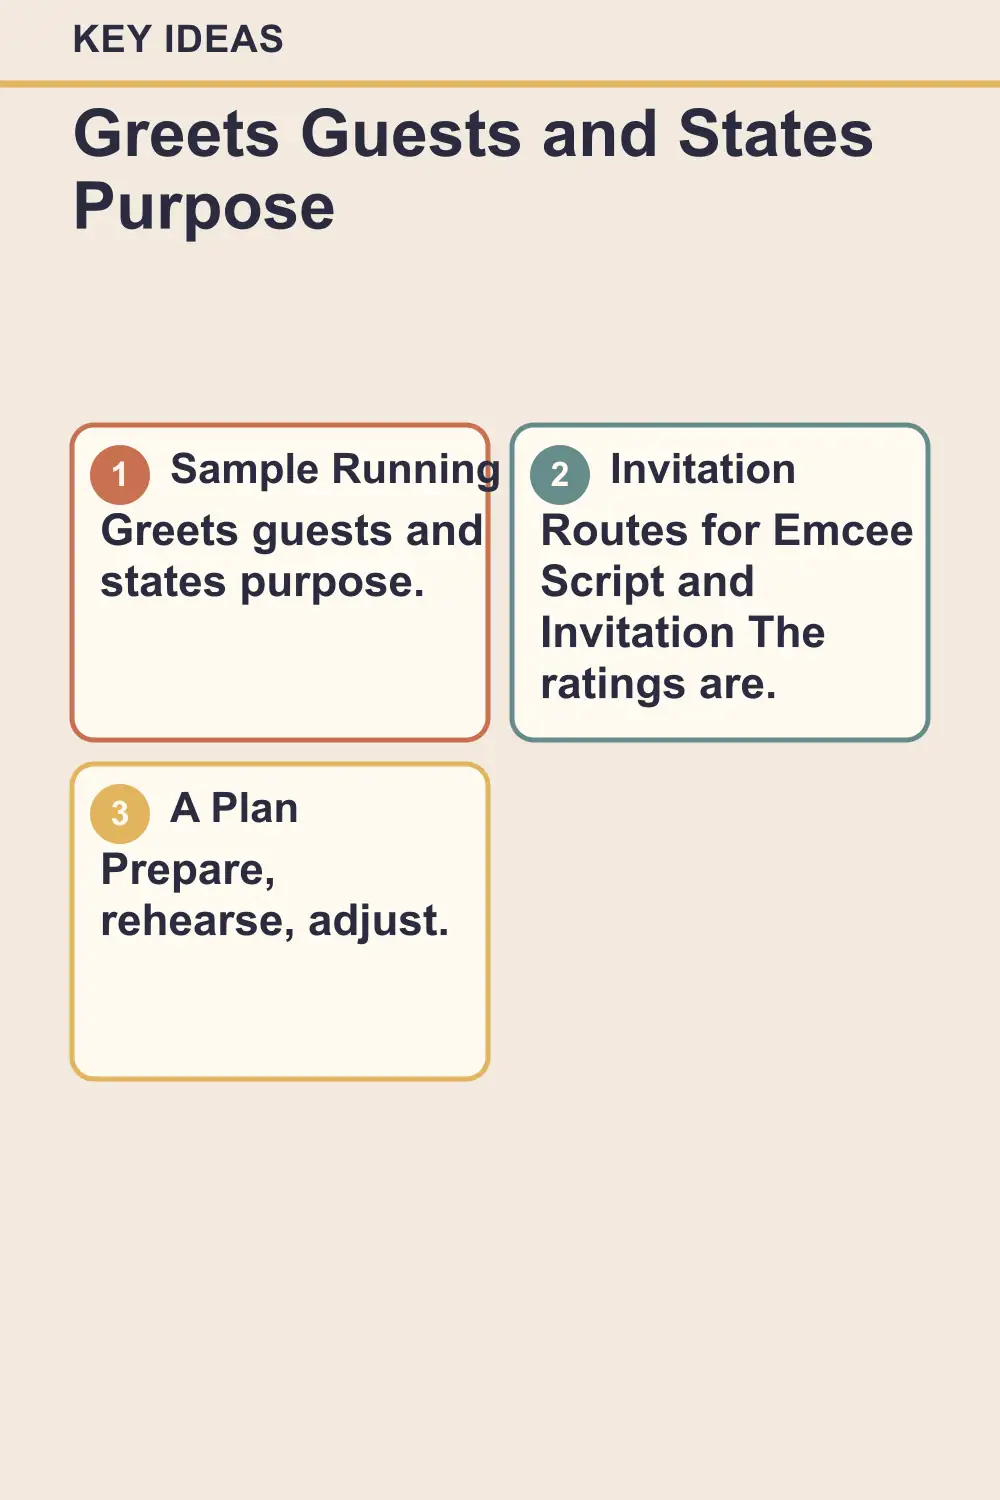 KEY IDEAS
Greets Guests and States
Purpose
1 Sample Running
Greets guests and
states purpose.
2 Invitation
Routes for Emcee
Script and
Invitation The
ratings are.
3 A Plan
Prepare,
rehearse, adjust.